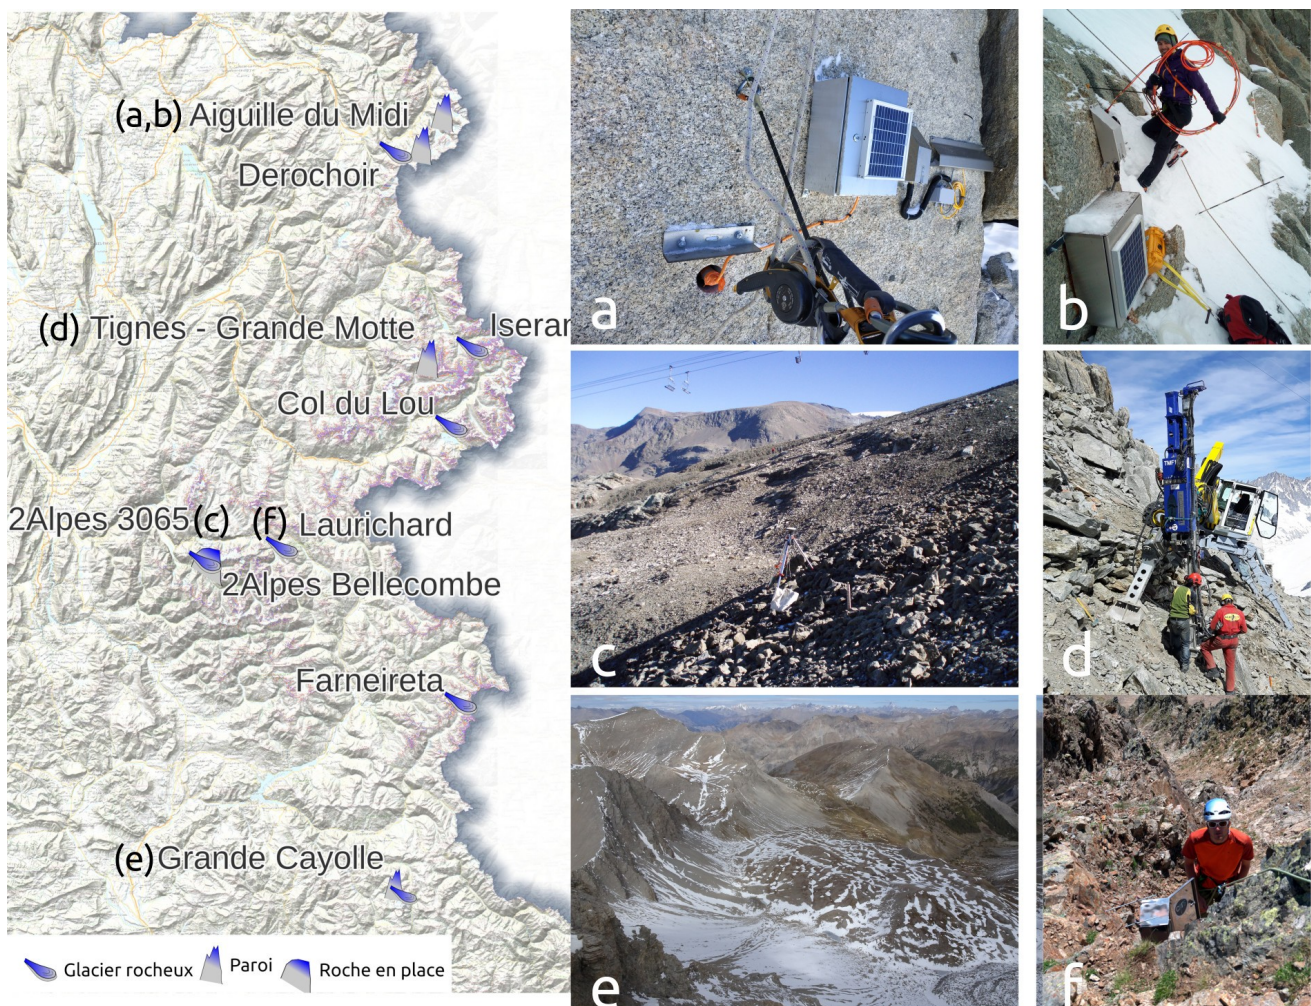 (a,b) Aiguille du Midi
Derochoir
(d) Tignes - Grande Motte
Iseran
Col du Lou
2Alpes 3065 (c)
(f) Laurichard
2Alpes Bellecombe
Farneireta
(e) Grande Cayolle
Glacier rocheux
Paroi
Roche en place
a
b
c
d
e
f